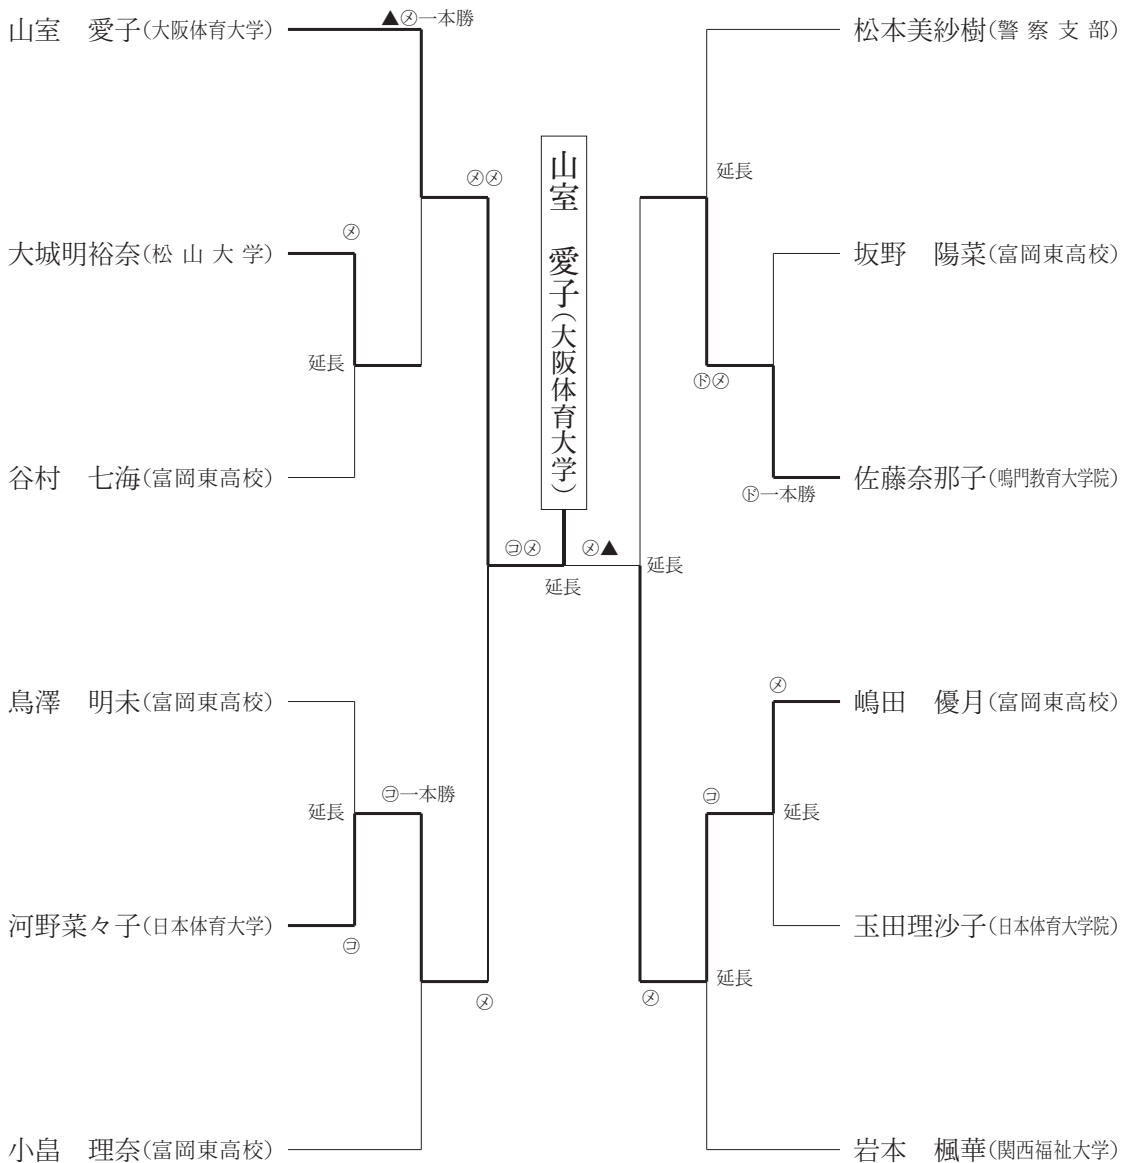 ▲㋱一本勝
山室　愛子(大阪体育大学)
㋱
大城明裕奈(松山大学)
延長
谷村　七海(富岡東高校)
㋱㋱
鳥澤　明未(富岡東高校)
延長
㋙一本勝
河野菜々子(日本体育大学)
㋙
㋱
小畠　理奈(富岡東高校)
山室　愛子(大阪体育大学)
㋙㋱
㋱▲
延長
松本美紗樹(警察支部)
延長
坂野　陽菜(富岡東高校)
㋣゙㋱
佐藤奈那子(鳴門教育大学院)
㋣゙一本勝
延長
㋱
嶋田　優月(富岡東高校)
㋙
延長
玉田理沙子(日本体育大学院)
延長
㋱
岩本　楓華(関西福祉大学)